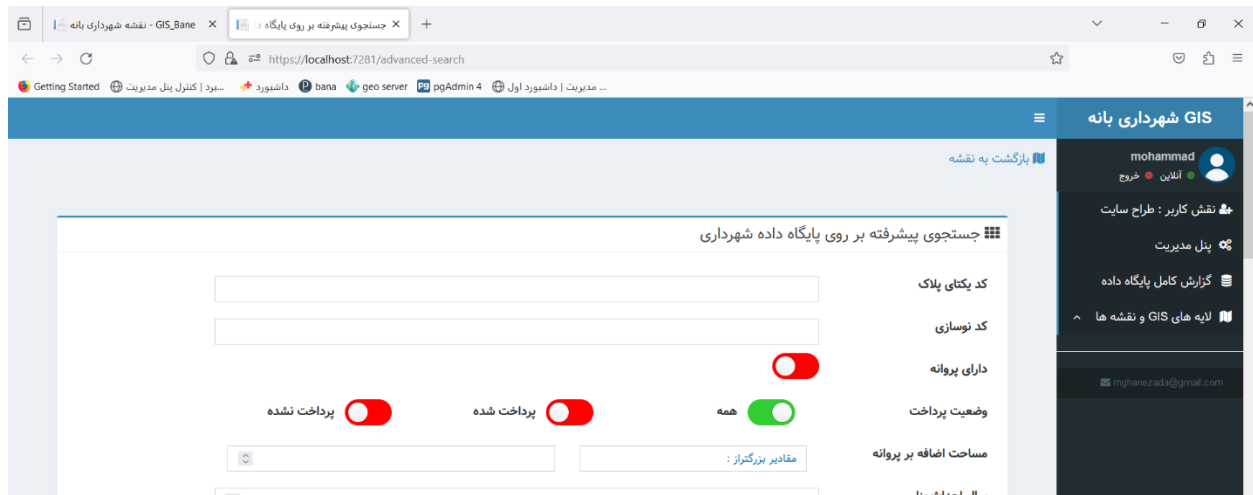 GIS_Bane - نقشه شهرداری بانه
جستجوی پیشرفته بر روی پایگاه دا
https://localhost:7281/advanced-search
Getting Started
...برد | کنترل پنل مدیریت
داشبورد
bana
geo server
pgAdmin 4
مدیریت | داشبورد اول ...
GIS شهرداری بانه
mohammad
آنلاین
خروج
بازگشت به نقشه
نقش کاربر : طراح سایت
پنل مدیریت
گزارش کامل پایگاه داده
لایه های GIS و نقشه ها
mghanezada@gmail.com
جستجوی پیشرفته بر روی پایگاه داده شهرداری
کد یکتای پلاک
کد نوسازی
دارای پروانه
وضعیت پرداخت
همه
پرداخت شده
پرداخت نشده
مساحت اضافه بر پروانه
مقادیر بزرگتراز :